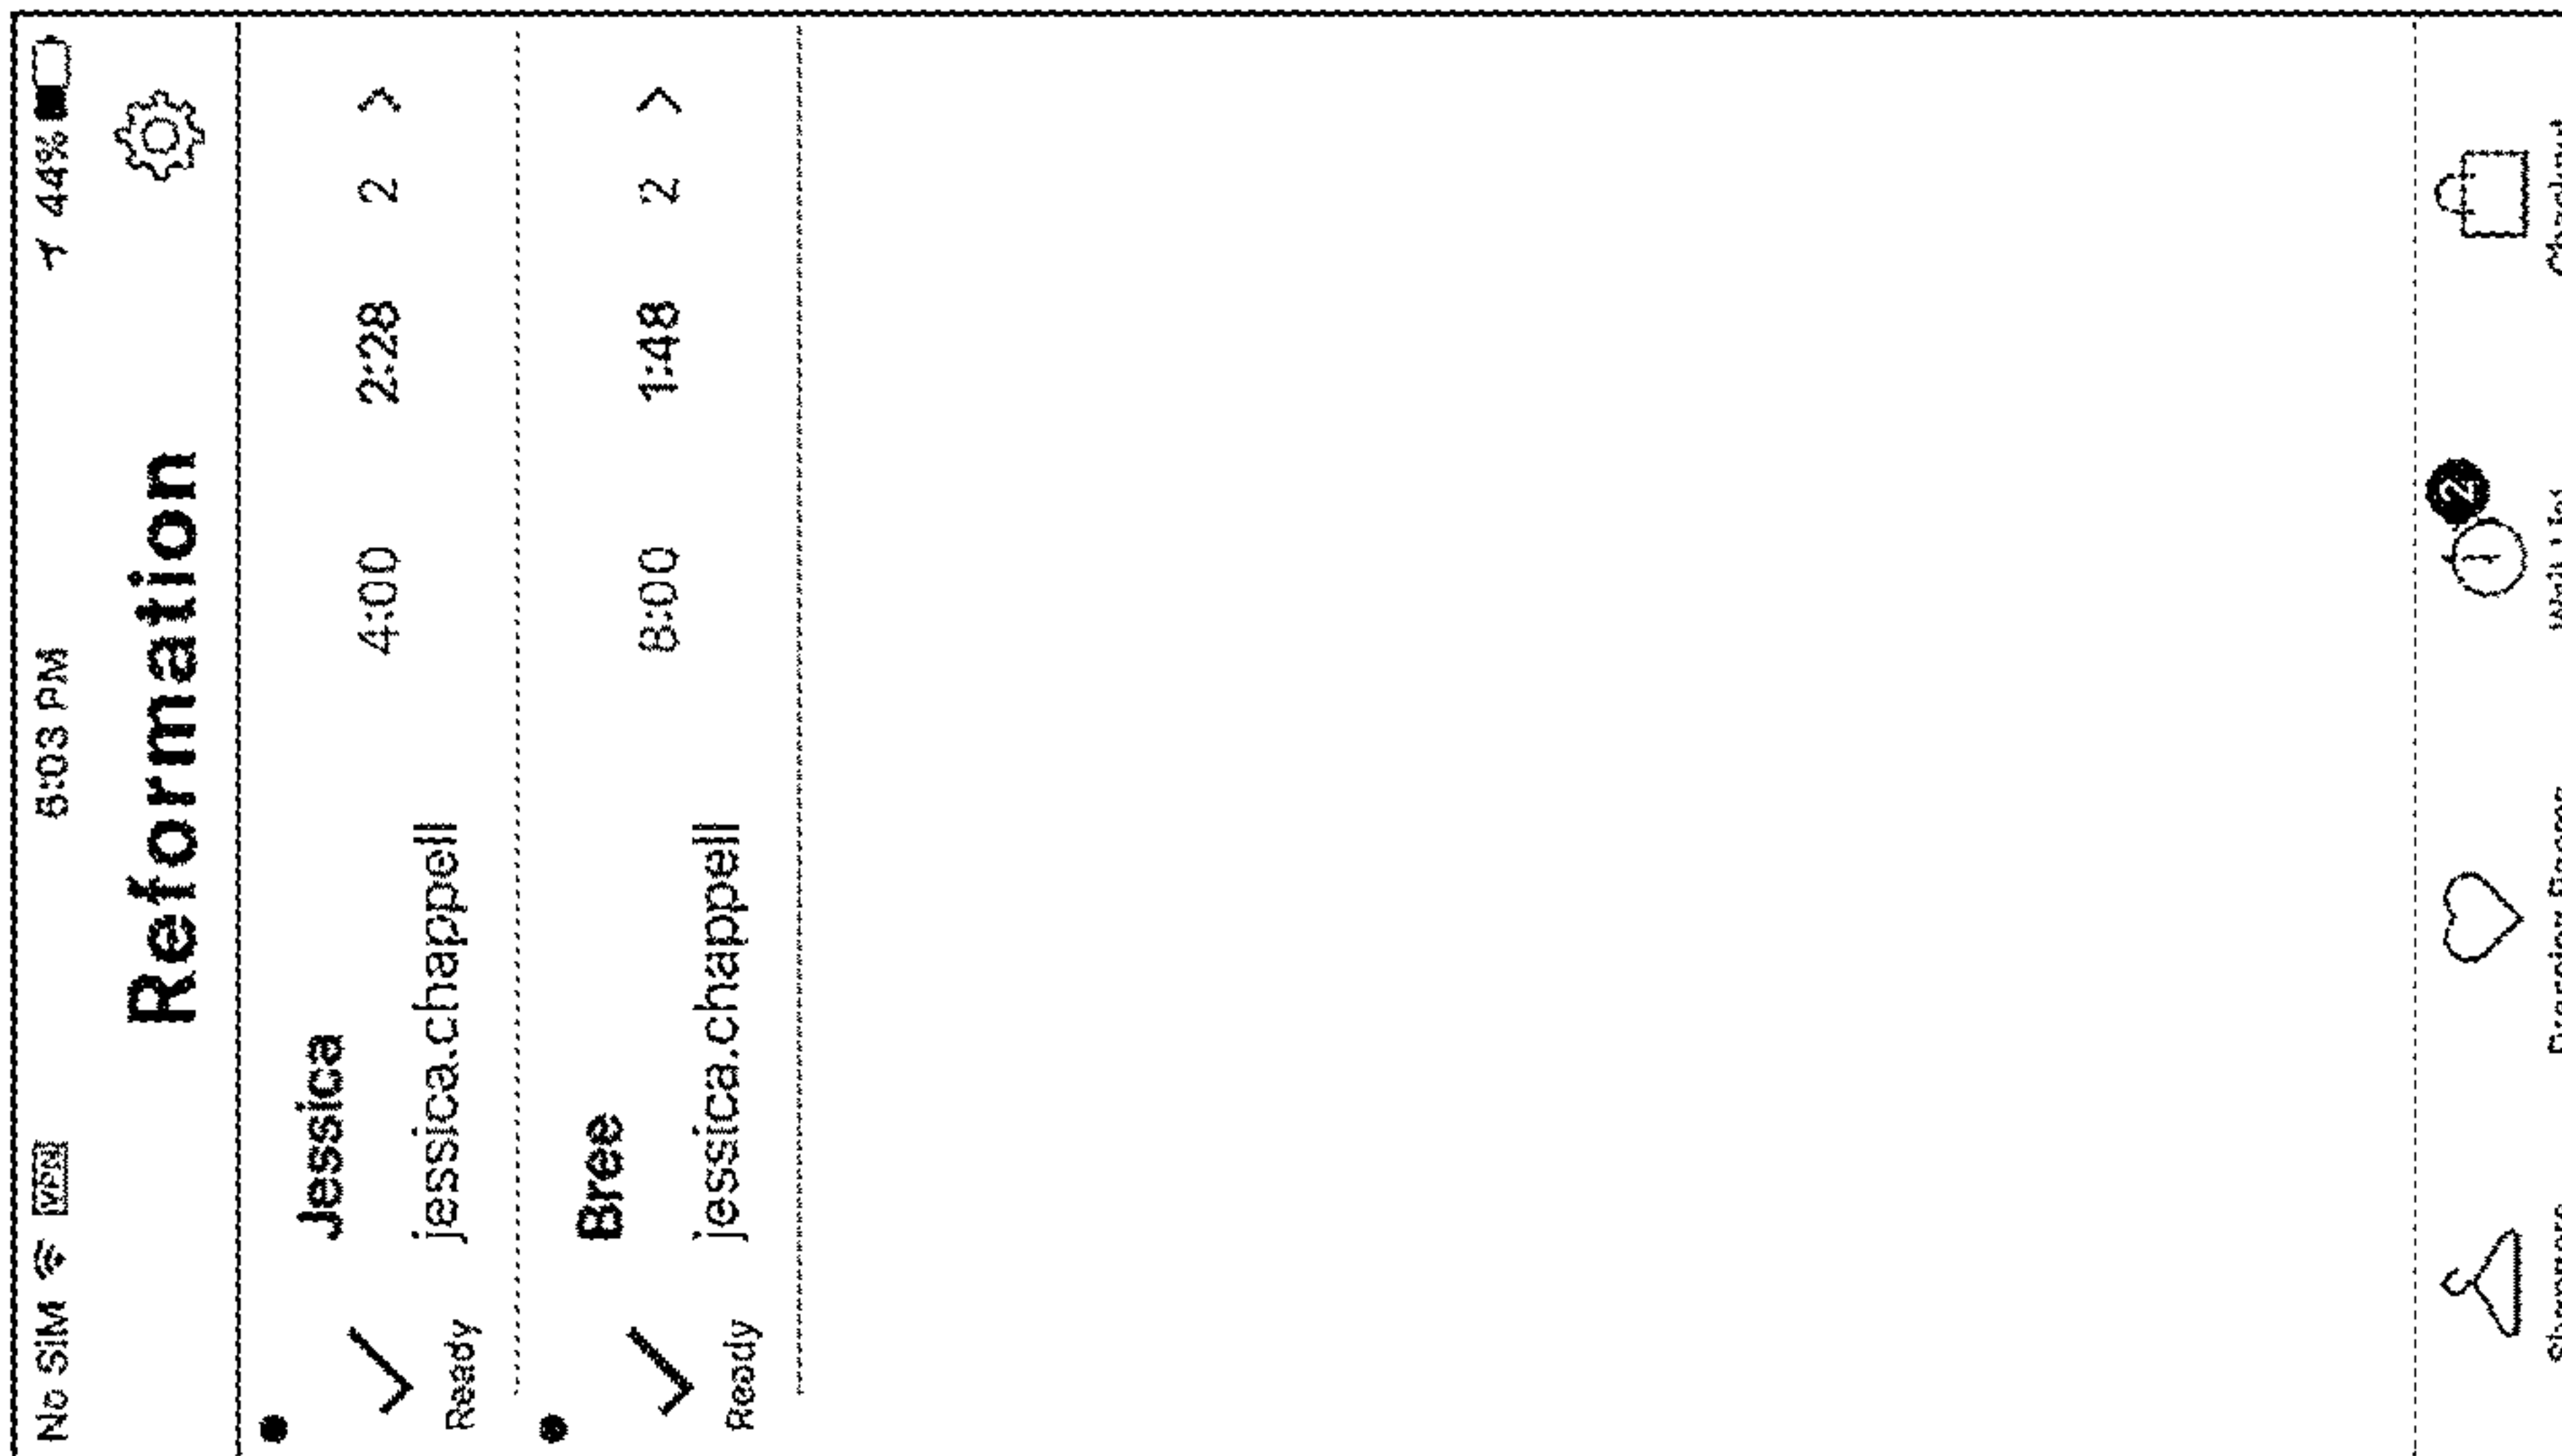 No SIM VPN 6:03 PM 44%
Reformation
Jessica
Ready jessica.chappell 4:00 2:28 2 >
Bree
Ready jessica.chappell 8:00 1:48 2 >
2